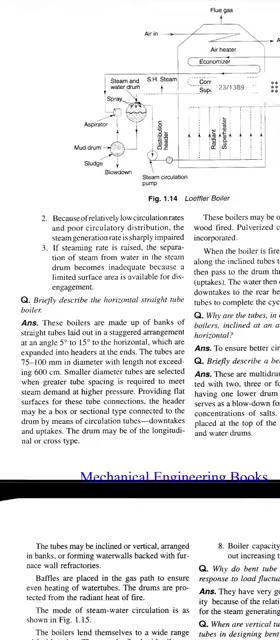 Flue gas
Air in
Air heater
Economizer
Steam and
water drum
S.H. Steam
23/1389
Spray
Aspirator
Distribution
header
Radiant
Superheater
Mud drum
Sludge
Blowdown
Steam circulation
pump
Fig. 1.14 Loeffler Boiler
2. Because of relatively low circulation rates
and poor circulatory distribution, the
steam generation rate is sharply impaired
3. If steaming rate is raised, the separa-
tion of steam from water in the steam
drum becomes inadequate because a
limited surface area is available for dis-
engagement.
Q. Briefly describe the horizontal straight tube
boiler.
Ans. These boilers are made up of banks of
straight tubes laid out in a staggered arrangement
at an angle 5° to 15° to the horizontal, which are
expanded into headers at the ends. The tubes are
75–100 mm in diameter with length not exceed-
ing 600 cm. Smaller diameter tubes are selected
when greater tube spacing is required to meet
steam demand at higher pressure. Providing flat
surfaces for these tube connections, the header
may be a box or sectional type connected to the
drum by means of circulation tubes—downtakes
and uptakes. The drum may be of the longitudi-
nal or cross type.
These boilers may be
wood fired. Pulverized
incorporated.
When the boiler is fire
along the inclined tubes
then pass to the drum th
(uptakes). The water then
downtakes to the rear he
tubes to complete the cyc
Q. Why are the tubes, in
boilers, inclined at an
horizontal?
Ans. To ensure better cir
Q. Briefly describe a be
Ans. These are multidrum
ted with two, three or fo
having one lower drum
serves as a blow-down fo
concentrations of salts.
placed at the top of the
and water drums.
Mechanical Engineering Books
The tubes may be inclined or vertical, arranged
in banks, or forming waterwalls backed with fur-
nace wall refractories.
Baffles are placed in the gas path to ensure
even heating of watertubes. The drums are pro-
tected from the radiant heat of fire.
The mode of steam-water circulation is as
shown in Fig. 1.15.
The boilers lend themselves to a wide range
8. Boiler capacity
out increasing t
Q. Why do bent tube
response to load fluctu
Ans. They have very go
ity because of the relati
for the steam generating
Q. When are vertical
tubes in designing